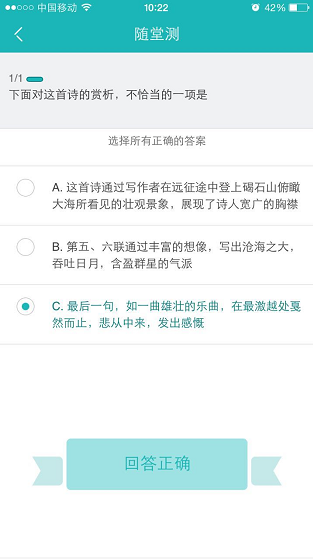 中国移动 10:22 42%
随堂测
1/1
下面对这首诗的赏析，不恰当的一项是
选择所有正确的答案
A. 这首诗通过写作者在远征途中登上碣石山俯瞰
大海所看见的壮观景象，展现了诗人宽广的胸襟
B. 第五、六联通过丰富的想像，写出沧海之大，
吞吐日月，含盈群星的气派
C. 最后一句，如一曲雄壮的乐曲，在最激越处戛
然而止，悲从中来，发出感慨
回答正确